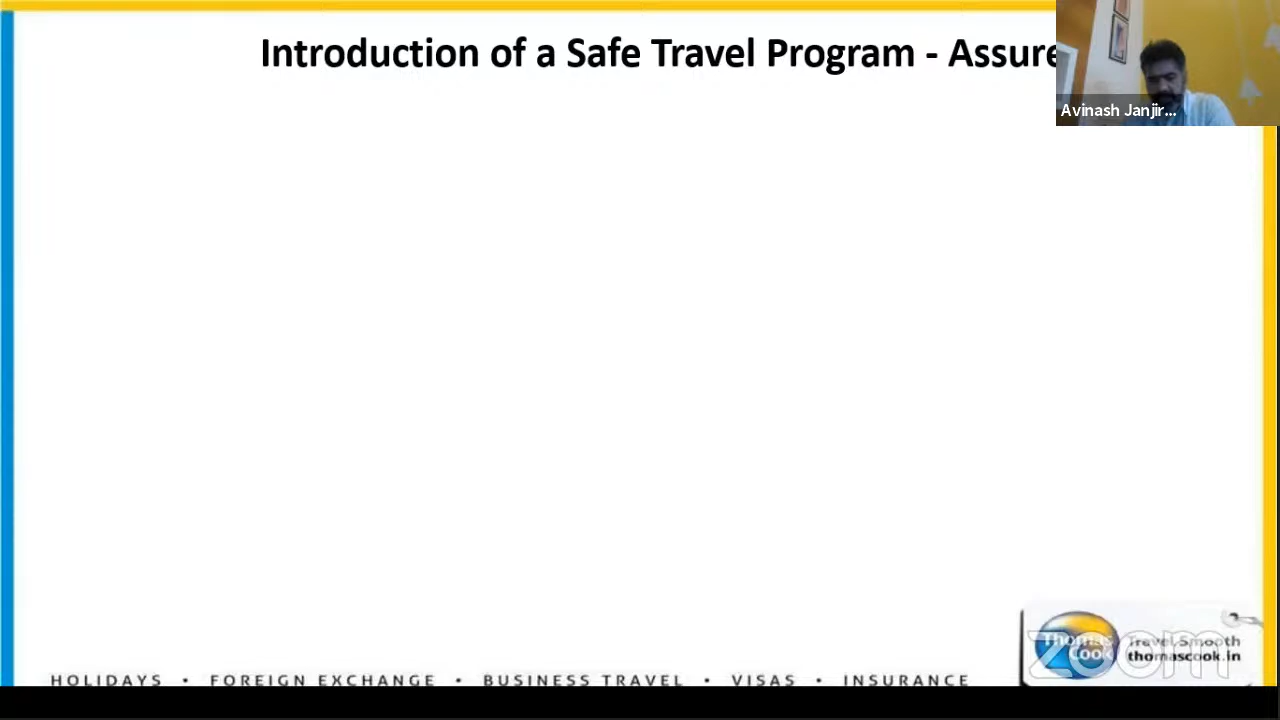 Introduction of a Safe Travel Program - Assure
Avinash Janjir...
Thomas Cook
Travel Smooth
thomascook.in
zoom
HOLIDAYS • FOREIGN EXCHANGE • BUSINESS TRAVEL • VISAS • INSURANCE